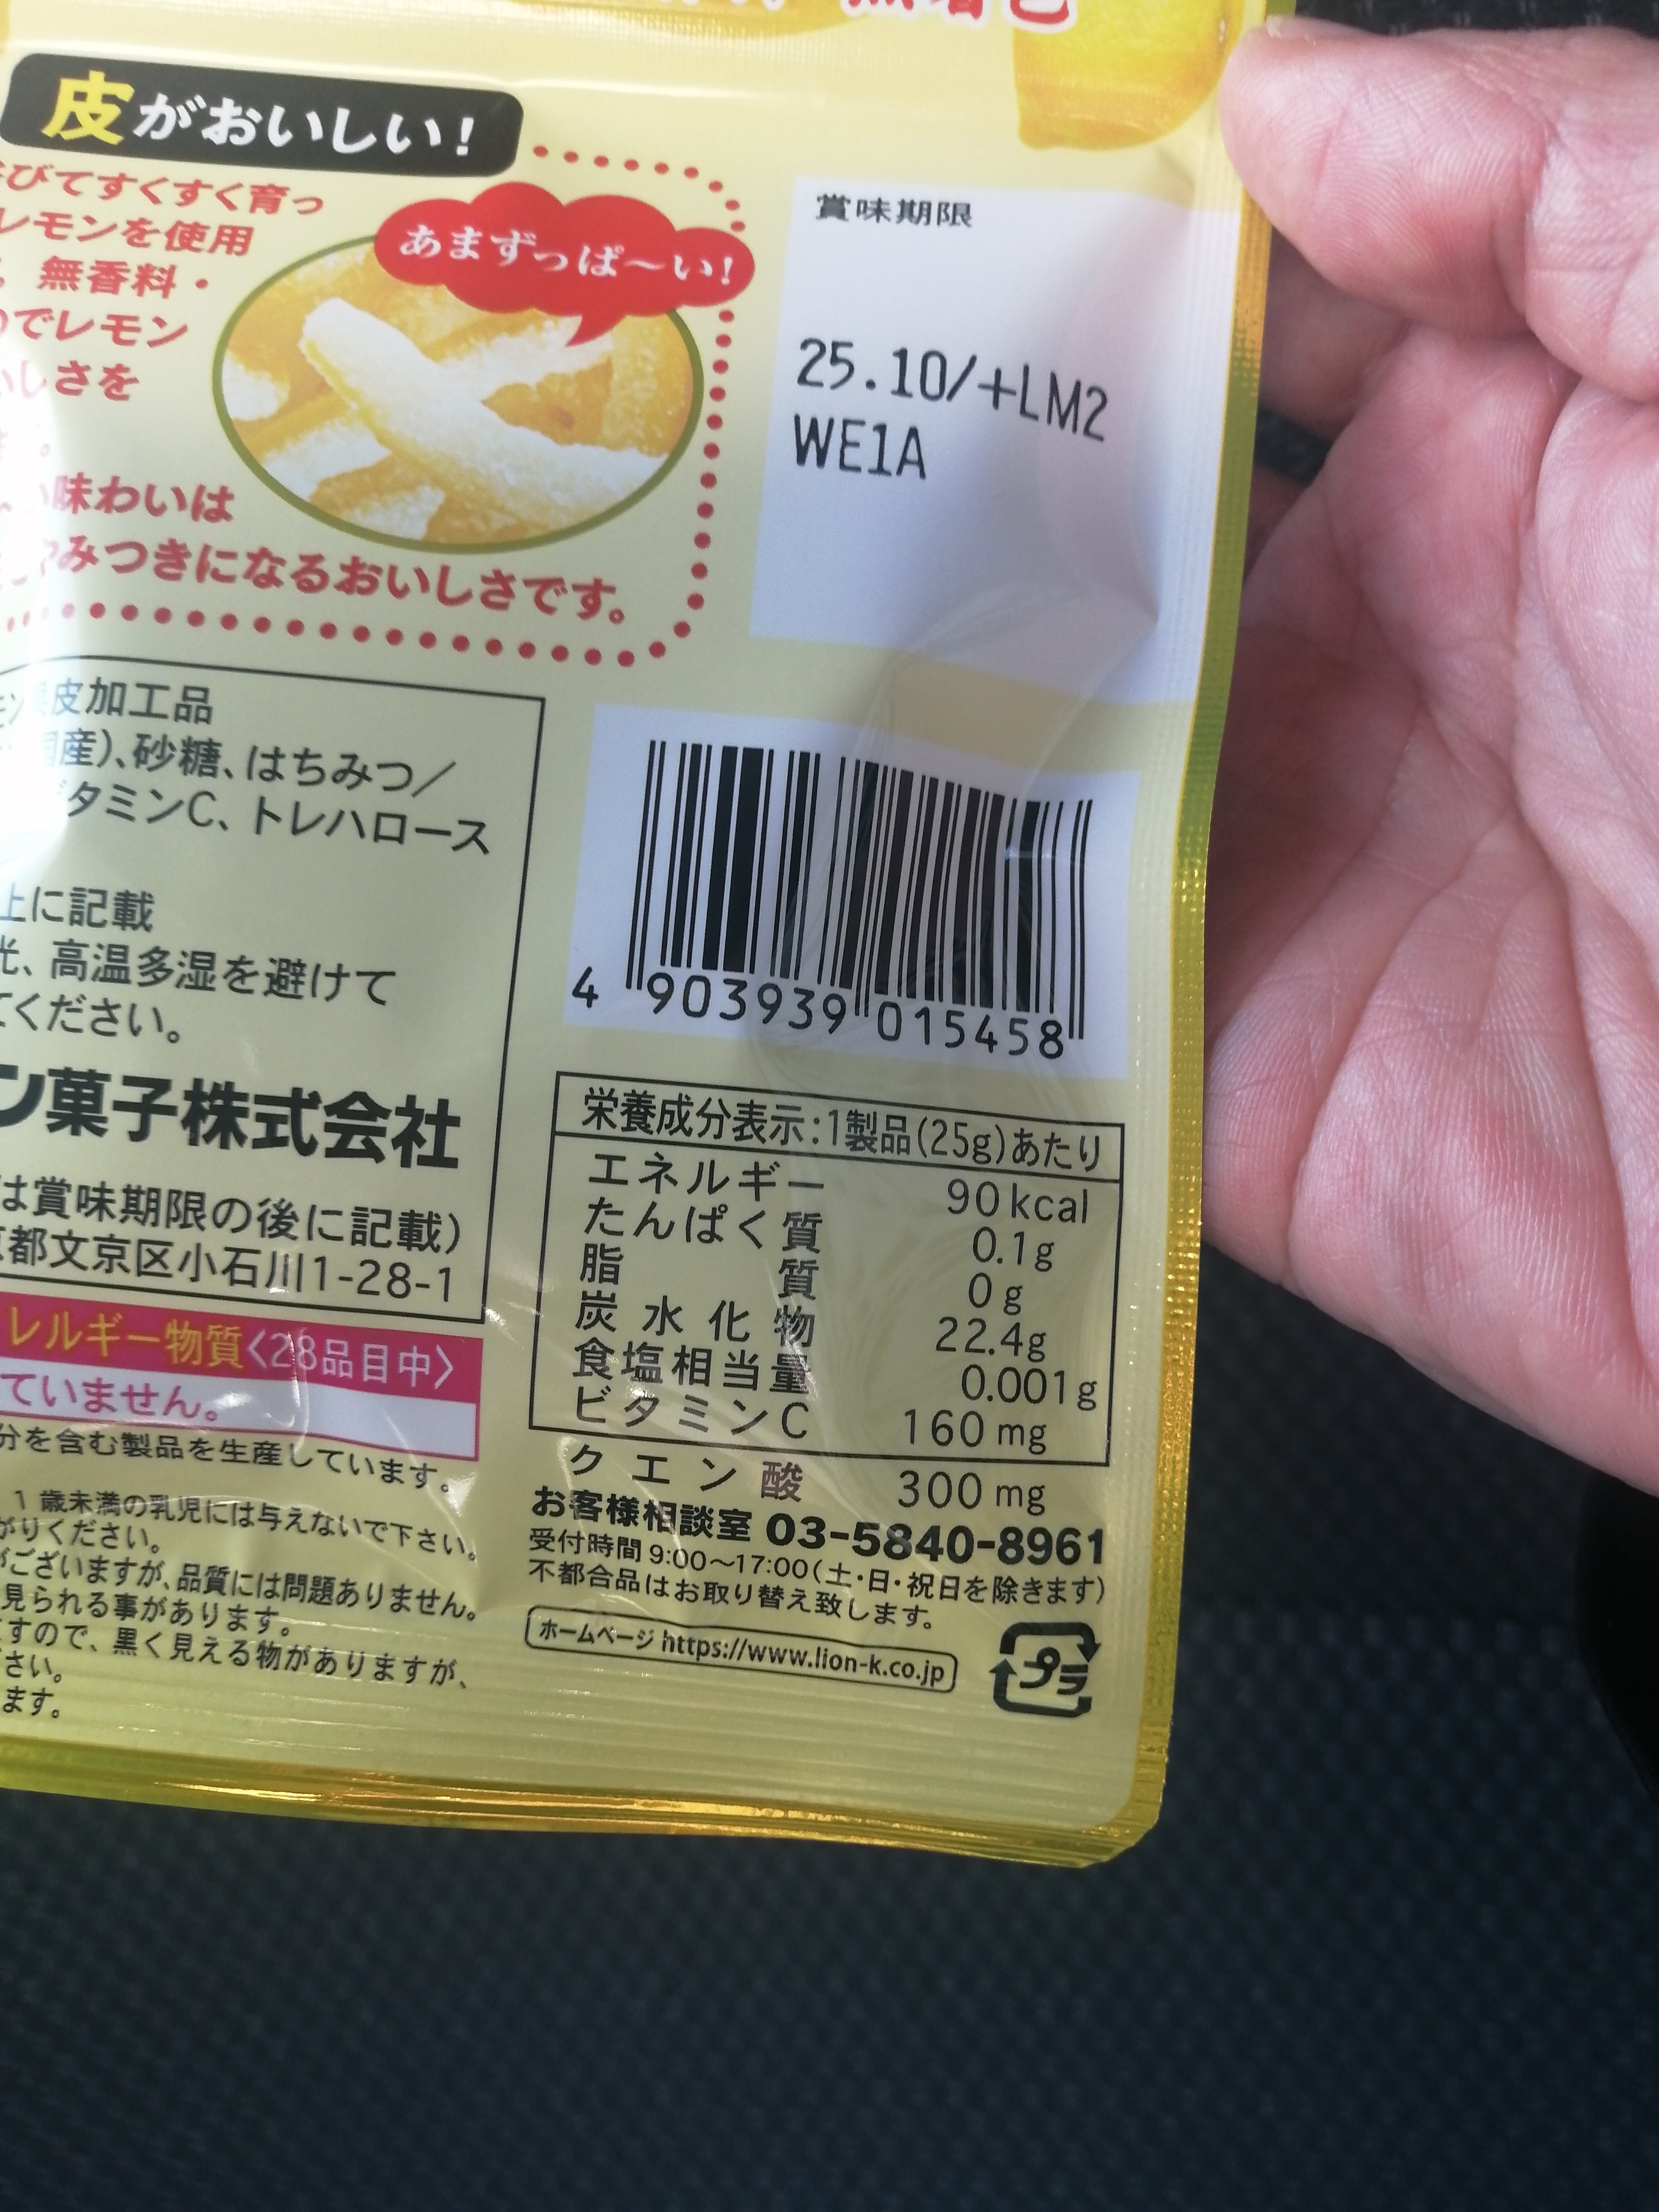 皮がおいしい!
びてすくすく育っ
レモンを使用
無香料・
でレモン
しさを
味わいは
やみつきになるおいしさです。
あまずっぱ～い!
賞味期限
25.10/+LM2
WE1A
皮加工品
産)、砂糖、はちみつ/
タミンC、トレハロース
上に記載
光、高温多湿を避けて
ください。
ン菓子株式会社
は賞味期限の後に記載)
都文京区小石川1-28-1
レルギー物質〈28品目中〉
ていません。
分を含む製品を生産しています。
1歳未満の乳児には与えないで下さい。
がりください。
ございますが、品質には問題ありません。
見られる事があります。
すので、黒く見える物がありますが、
さい。
ます。
4 903939 015458
栄養成分表示:1製品(25g)あたり
エネルギー 90kcal
たんぱく質 0.1g
脂質 0g
炭水化物 22.4g
食塩相当量 0.001g
ビタミンC 160mg
クエン酸 300mg
お客様相談室 03-5840-8961
受付時間 9:00～17:00(土・日・祝日を除きます)
不都合品はお取り替え致します。
ホームページ https://www.lion-k.co.jp
プラ